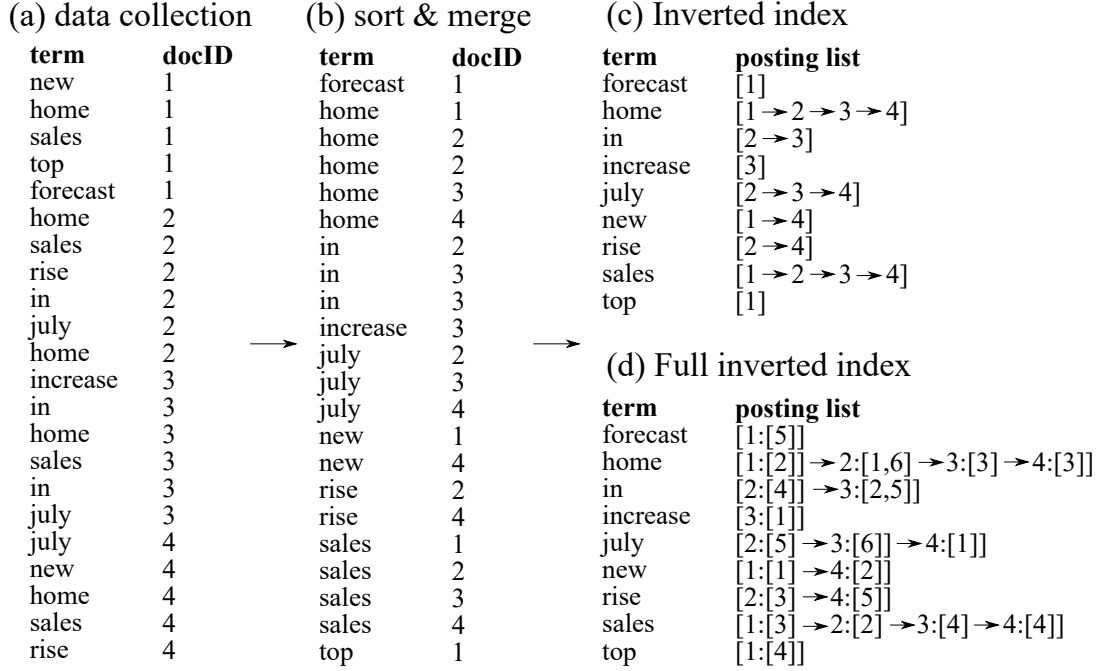 (a) data collection
term docID
new 1
home 1
sales 1
top 1
forecast 1
home 2
sales 2
rise 2
in 2
july 2
home 2
increase 3
in 3
home 3
sales 3
in 3
july 3
july 4
new 4
home 4
sales 4
rise 4
(b) sort & merge
term docID
forecast 1
home 1
home 2
home 2
home 3
home 4
in 2
in 3
in 3
increase 3
july 2
july 3
july 4
new 1
new 4
rise 2
rise 4
sales 1
sales 2
sales 3
sales 4
top 1
(c) Inverted index
term posting list
forecast [1]
home [1→2→3→4]
in [2→3]
increase [3]
july [2→3→4]
new [1→4]
rise [2→4]
sales [1→2→3→4]
top [1]
(d) Full inverted index
term posting list
forecast [1:[5]]
home [1:[2]]→2:[1,6]→3:[3]→4:[3]]
in [2:[4]]→3:[2,5]]
increase [3:[1]]
july [2:[5]→3:[6]]→4:[1]]
new [1:[1]→4:[2]]
rise [2:[3]→4:[5]]
sales [1:[3]→2:[2]→3:[4]→4:[4]]
top [1:[4]]